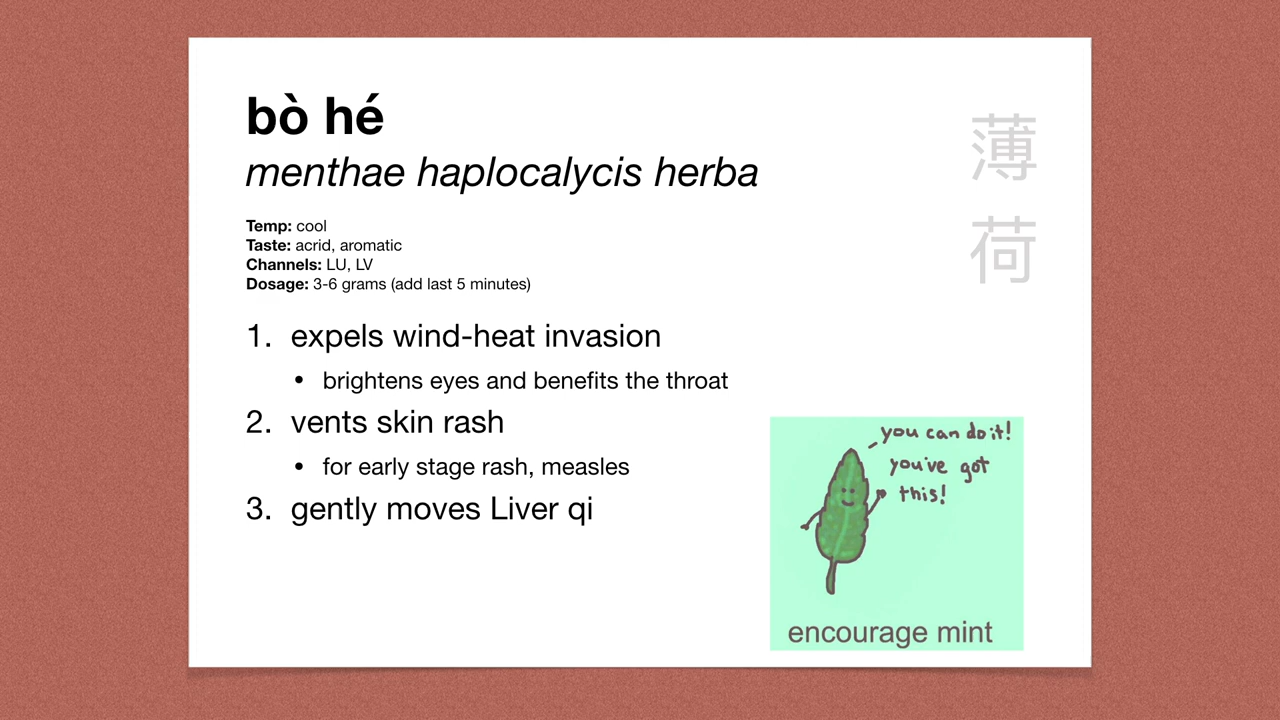 bò hé
menthae haplocalycis herba
薄
荷
Temp: cool
Taste: acrid, aromatic
Channels: LU, LV
Dosage: 3-6 grams (add last 5 minutes)
1. expels wind-heat invasion
• brightens eyes and benefits the throat
2. vents skin rash
• for early stage rash, measles
3. gently moves Liver qi
you can do it!
you've got
this!
encourage mint